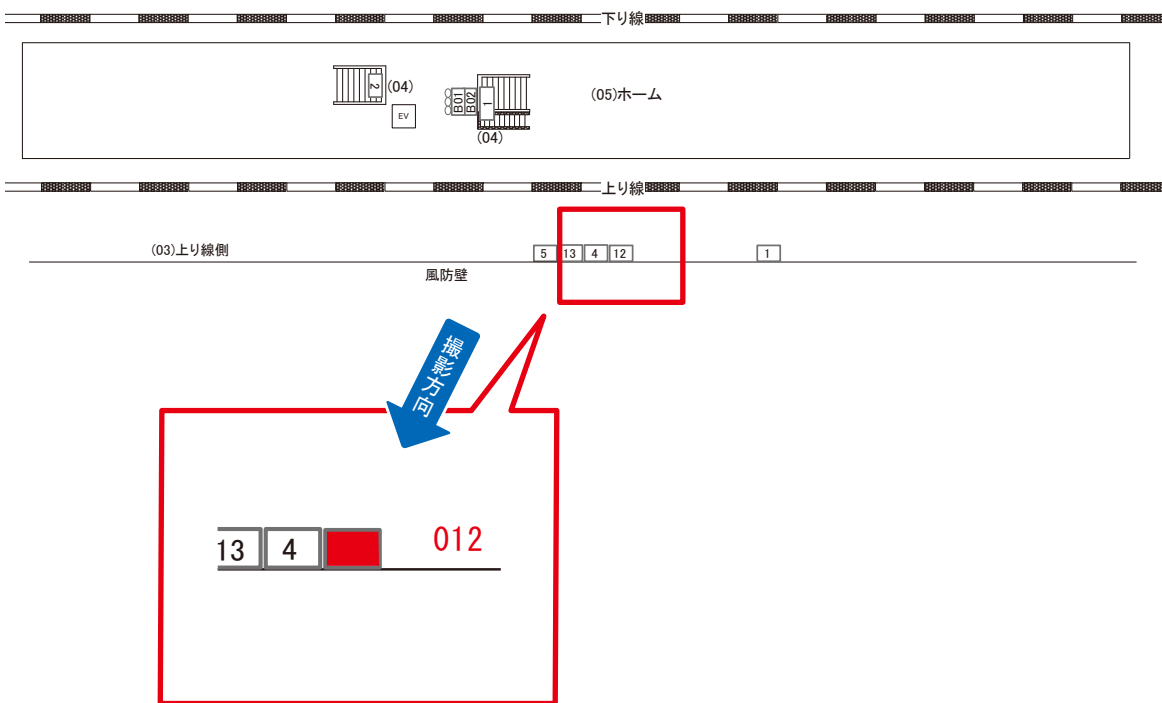 下り線
2
(04)
EV
B01
B02
1
(04)
(05)ホーム
上り線
(03)上り線側
5 13 4 12 1
風防壁
撮影方向
13 4 012